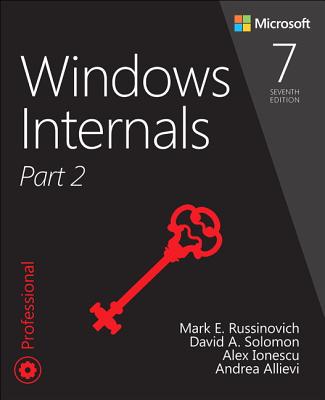 Microsoft
Windows
Internals
Part 2
7
SEVENTH
EDITION
Professional
Mark E. Russinovich
David A. Solomon
Alex Ionescu
Andrea Allievi